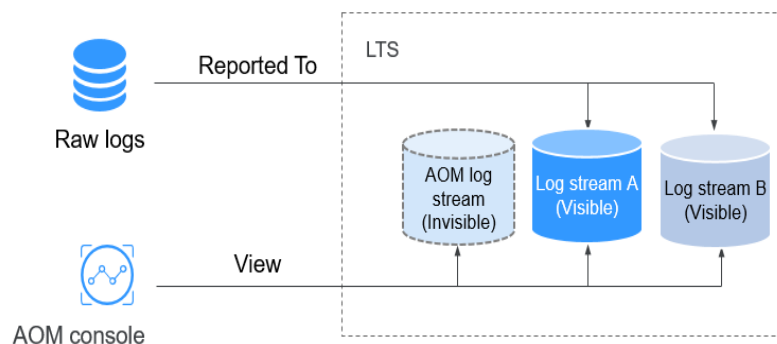 Reported To
LTS
Raw logs
AOM log
stream
(Invisible)
Log stream A
(Visible)
Log stream B
(Visible)
View
AOM console